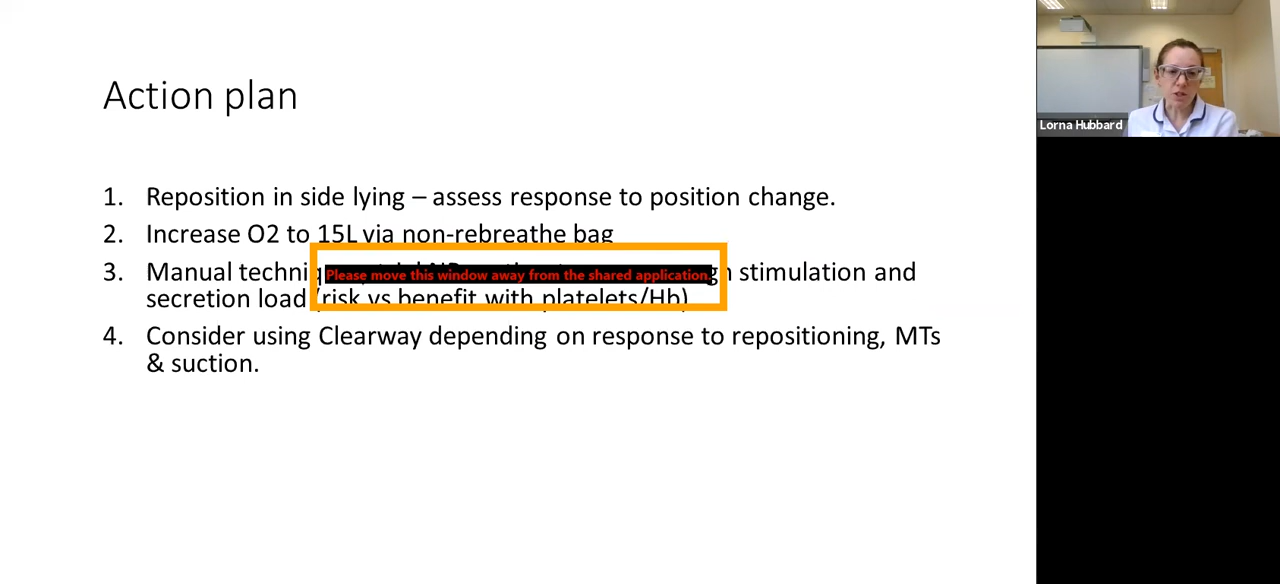 Action plan
1. Reposition in side lying – assess response to position change.
2. Increase O2 to 15L via non-rebreathe bag
3. Manual stimulation and
Please move this window away from the shared application.
secretion load (risk vs benefit with platelets/Hb)
4. Consider using Clearway depending on response to repositioning, MTs
& suction.
Lorna Hubbard